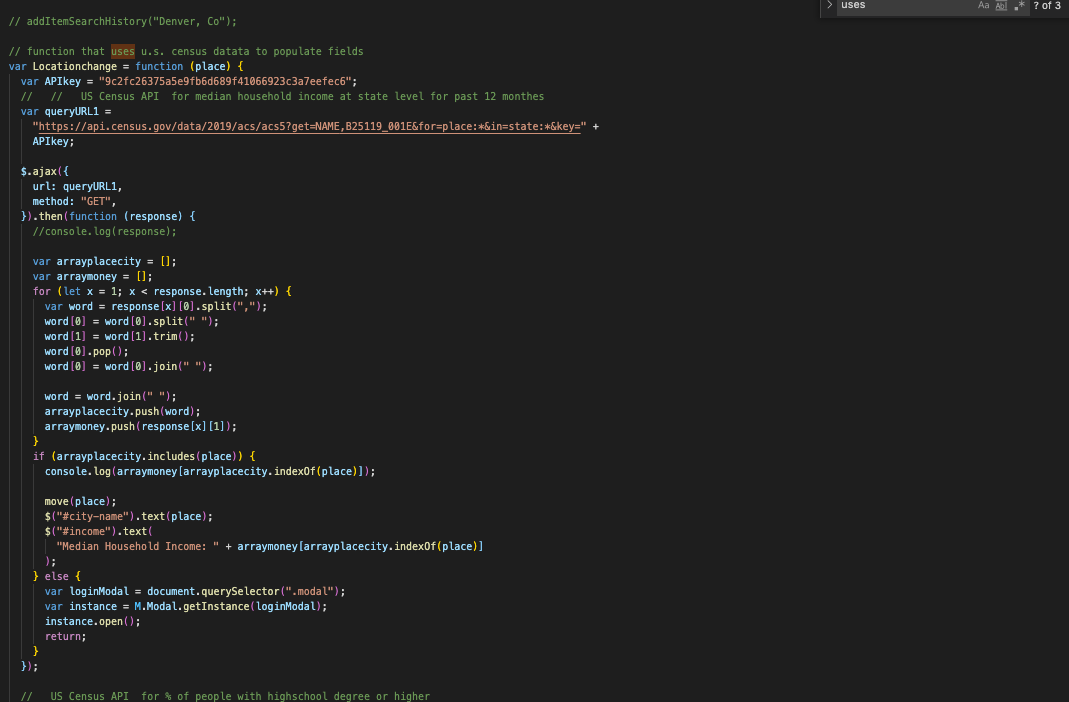 uses Aa Abl .* ? of 3
// addItemSearchHistory("Denver, Co");
// function that uses u.s. census datata to populate fields
var Locationchange = function (place) {
var APIkey = "9c2fc26375a5e9fb6d689f41066923c3a7eefec6";
// // US Census API for median household income at state level for past 12 monthes
var queryURL1 =
"https://api.census.gov/data/2019/acs/acs5?get=NAME,B25119_001E&for=place:*&in=state:*&key=" +
APIkey;
$.ajax({
url: queryURL1,
method: "GET",
}).then(function (response) {
//console.log(response);
var arrayplacecity = [];
var arraymoney = [];
for (let x = 1; x < response.length; x++) {
var word = response[x][0].split(",");
word[0] = word[0].split(" ");
word[1] = word[1].trim();
word[0].pop();
word[0] = word[0].join(" ");
word = word.join(" ");
arrayplacecity.push(word);
arraymoney.push(response[x][1]);
}
if (arrayplacecity.includes(place)) {
console.log(arraymoney[arrayplacecity.indexOf(place)]);
move(place);
$("#city-name").text(place);
$("#income").text(
"Median Household Income: " + arraymoney[arrayplacecity.indexOf(place)]
);
} else {
var loginModal = document.querySelector(".modal");
var instance = M.Modal.getInstance(loginModal);
instance.open();
return;
}
});
// US Census API for % of people with highschool degree or higher